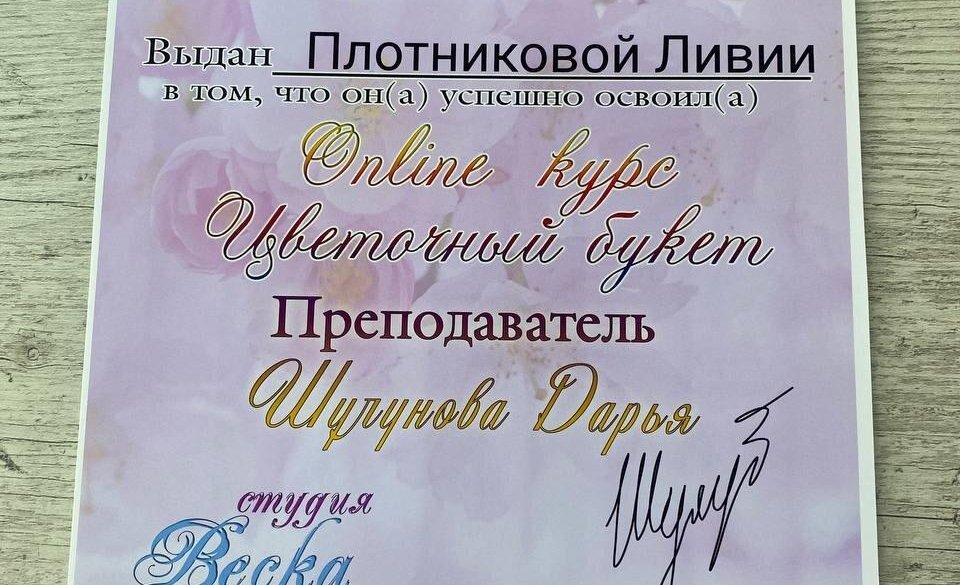 Выдан Плотниковой Ливии
в том, что он(а) успешно освоил(а)
Online курс
Цветочный букет
Преподаватель
Шугунова Дарья
студия
Веска